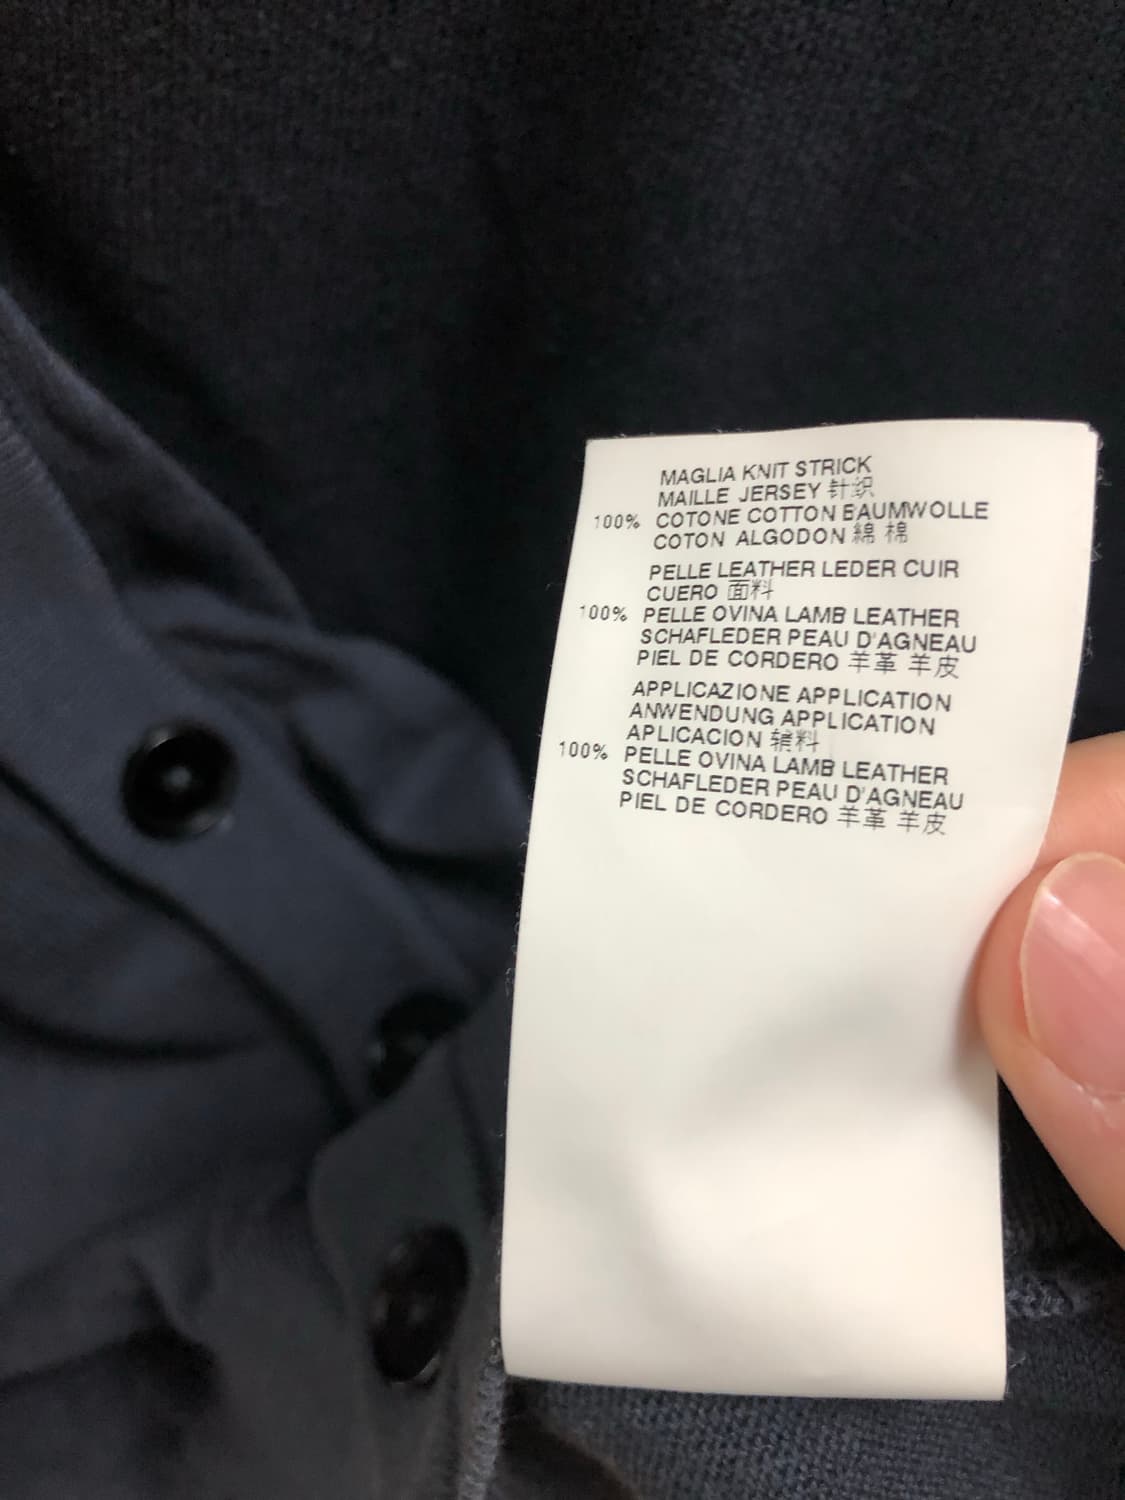 MAGLIA KNIT STRICK
MAILLE JERSEY 针织
100% COTONE COTTON BAUMWOLLE
COTON ALGODON 綿 棉
PELLE LEATHER LEDER CUIR
CUERO 面料
100% PELLE OVINA LAMB LEATHER
SCHAFLEDER PEAU D'AGNEAU
PIEL DE CORDERO 羊革 羊皮
APPLICAZIONE APPLICATION
ANWENDUNG APPLICATION
APLICACION 辅料
100% PELLE OVINA LAMB LEATHER
SCHAFLEDER PEAU D'AGNEAU
PIEL DE CORDERO 羊革 羊皮